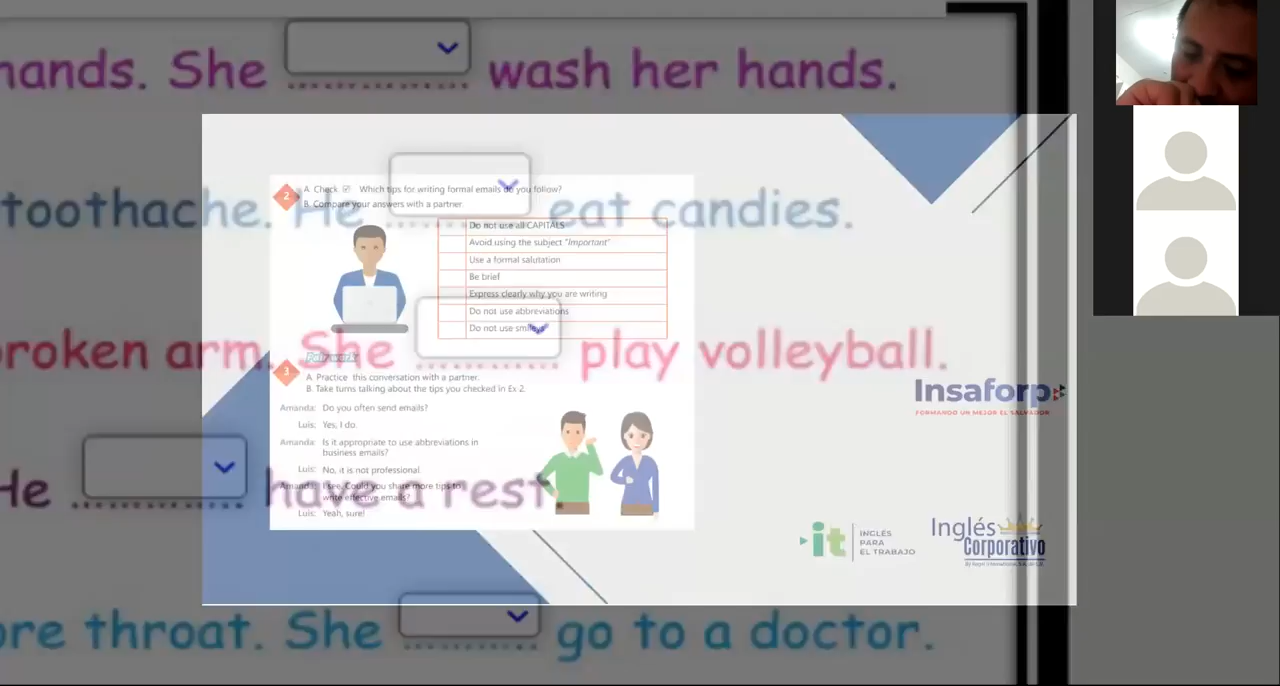 hands. She wash her hands.
toothache. He eat candies.
broken arm. She play volleyball.
He have a rest.
ore throat. She go to a doctor.
2
A. Check ☑ Which tips for writing formal emails do you follow?
B. Compare your answers with a partner
Do not use all CAPITALS
Avoid using the subject "Important"
Use a formal salutation
Be brief
Express clearly why you are writing
Do not use abbreviations
Do not use smileys
Pair work
3
A. Practice this conversation with a partner.
B. Take turns talking about the tips you checked in Ex 2.
Amanda: Do you often send emails?
Luis: Yes, I do.
Amanda: Is it appropriate to use abbreviations in
business emails?
Luis: No, it is not professional
Amanda: I see. Could you share more tips to
write effective emails?
Luis: Yeah, sure!
Insaforp
FORMANDO UN MEJOR EL SALVADOR
it
INGLÉS
PARA
EL TRABAJO
Inglés
Corporativo